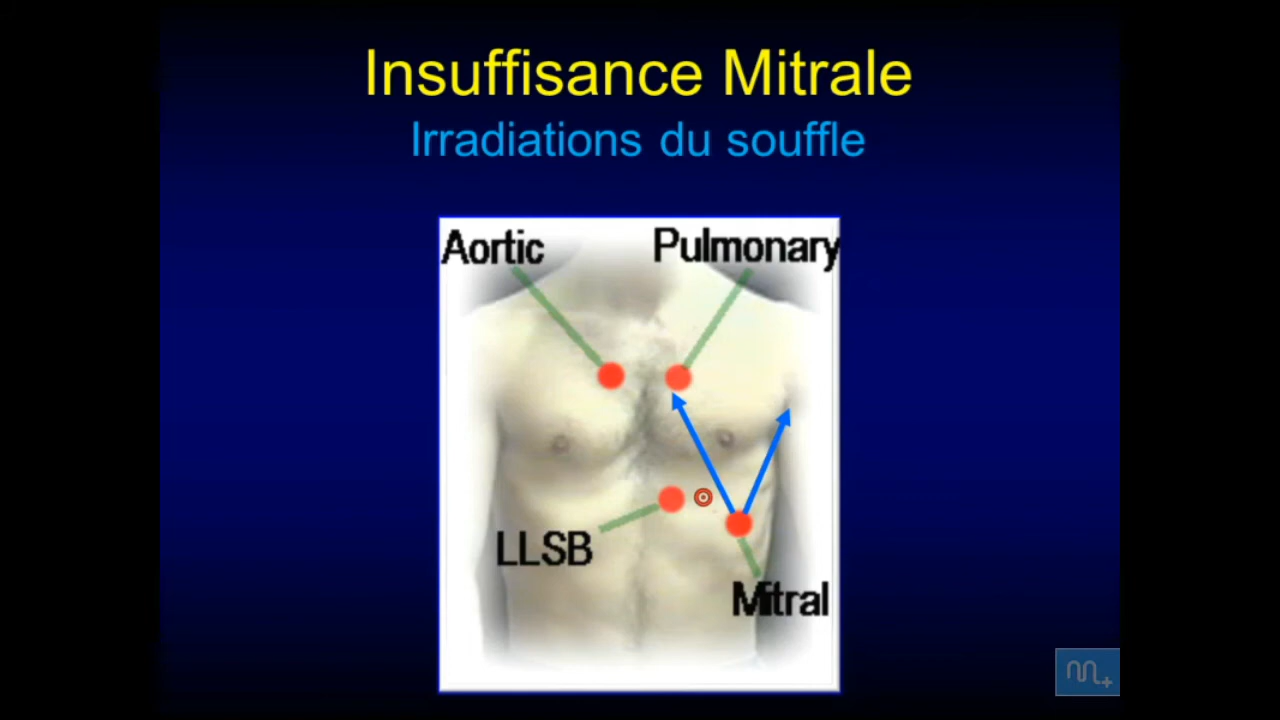 Insuffisance Mitrale
Irradiations du souffle
Aortic
Pulmonary
LLSB
Mitral